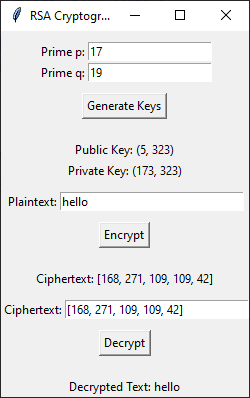 RSA Cryptogr...
Prime p: 17
Prime q: 19
Generate Keys
Public Key: (5, 323)
Private Key: (173, 323)
Plaintext: hello
Encrypt
Ciphertext: [168, 271, 109, 109, 42]
Ciphertext: [168, 271, 109, 109, 42]
Decrypt
Decrypted Text: hello